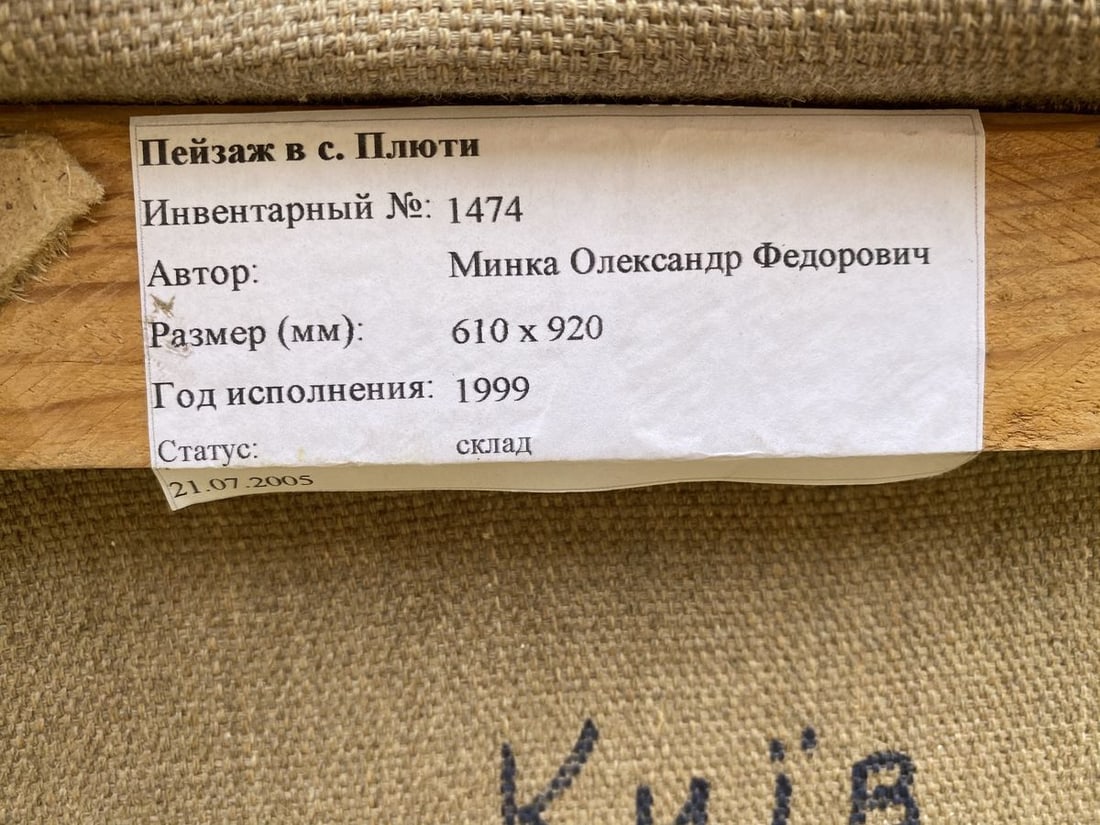 Пейзаж в с. Плюти
Инвентарный №: 1474
Автор: Минка Олександр Федорович
Размер (мм): 610 х 920
Год исполнения: 1999
Статус: склад
21.07.2005
Київ